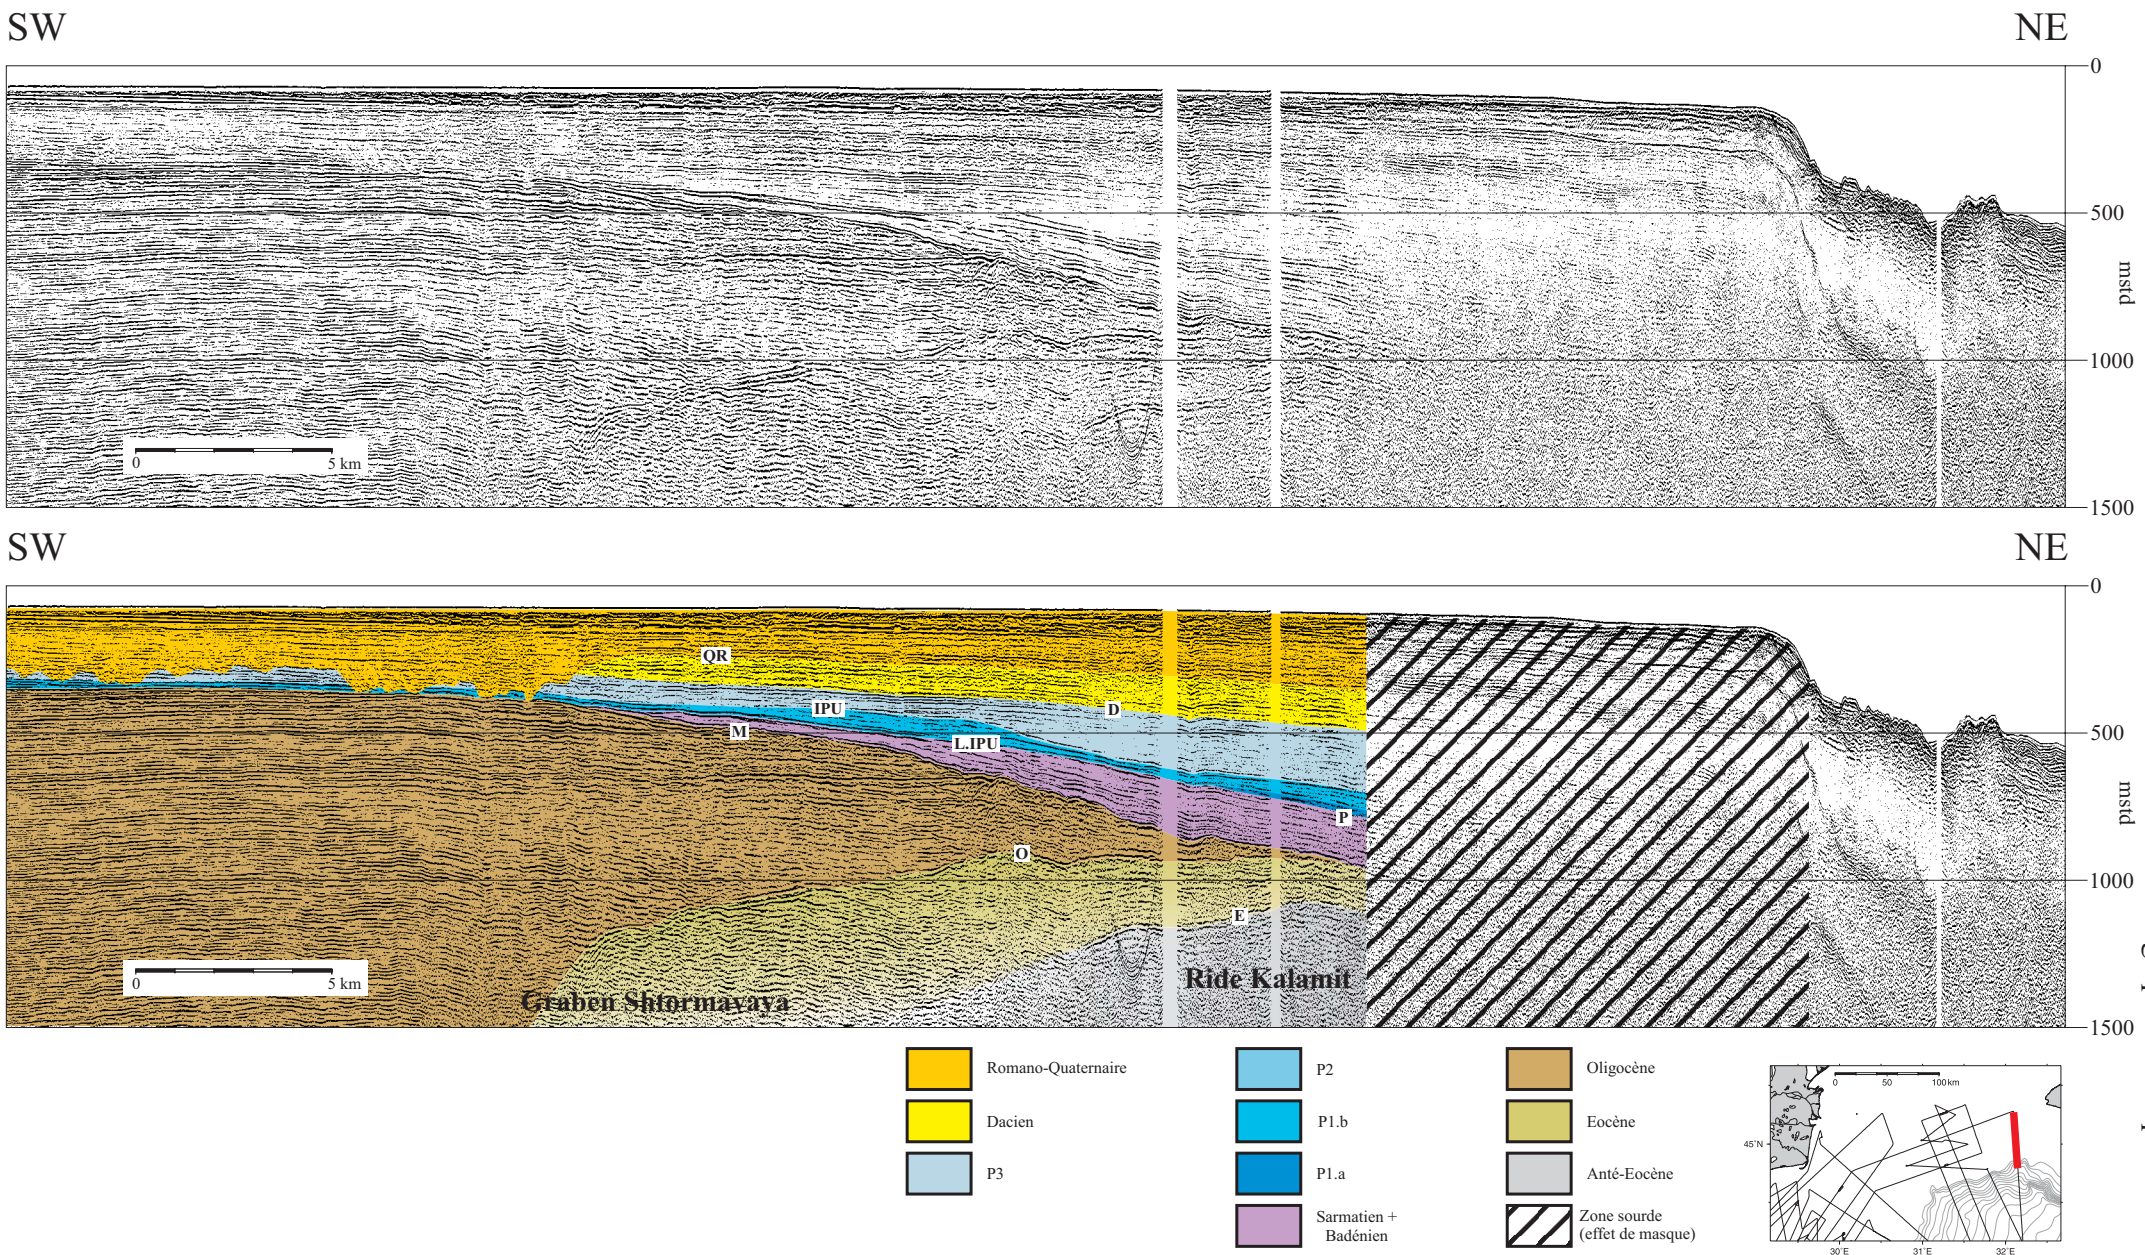 SW
NE
0
500
mstd
1000
1500
0
5 km
SW
NE
0
QR
IPU
D
M
500
L.IPU
mstd
P
O
1000
E
Ride Kalamit
0
5 km
Graben Shtormavaya
1500
Romano-Quaternaire
Dacien
P3
P2
P1.b
P1.a
Sarmatien +
Badénien
Oligocène
Eocène
Anté-Eocène
Zone sourde
(effet de masque)
0
50
100 km
45°N
30°E
31°E
32°E